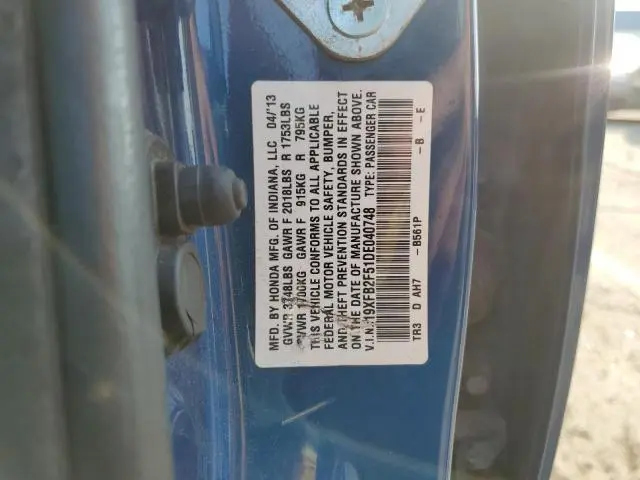 MFD. BY HONDA MFG. OF INDIANA, LLC 04/'13
GVWR 3748LBS GAWR F 2018LBS R 1753LBS
GVWR 1700KG GAWR F 915KG R 795KG
THIS VEHICLE CONFORMS TO ALL APPLICABLE
FEDERAL MOTOR VEHICLE SAFETY, BUMPER,
AND THEFT PREVENTION STANDARDS IN EFFECT
ON THE DATE OF MANUFACTURE SHOWN ABOVE.
V.I.N.: 19XFB2F51DE040748 TYPE: PASSENGER CAR
TR3 D AH7 - B561P - B - E